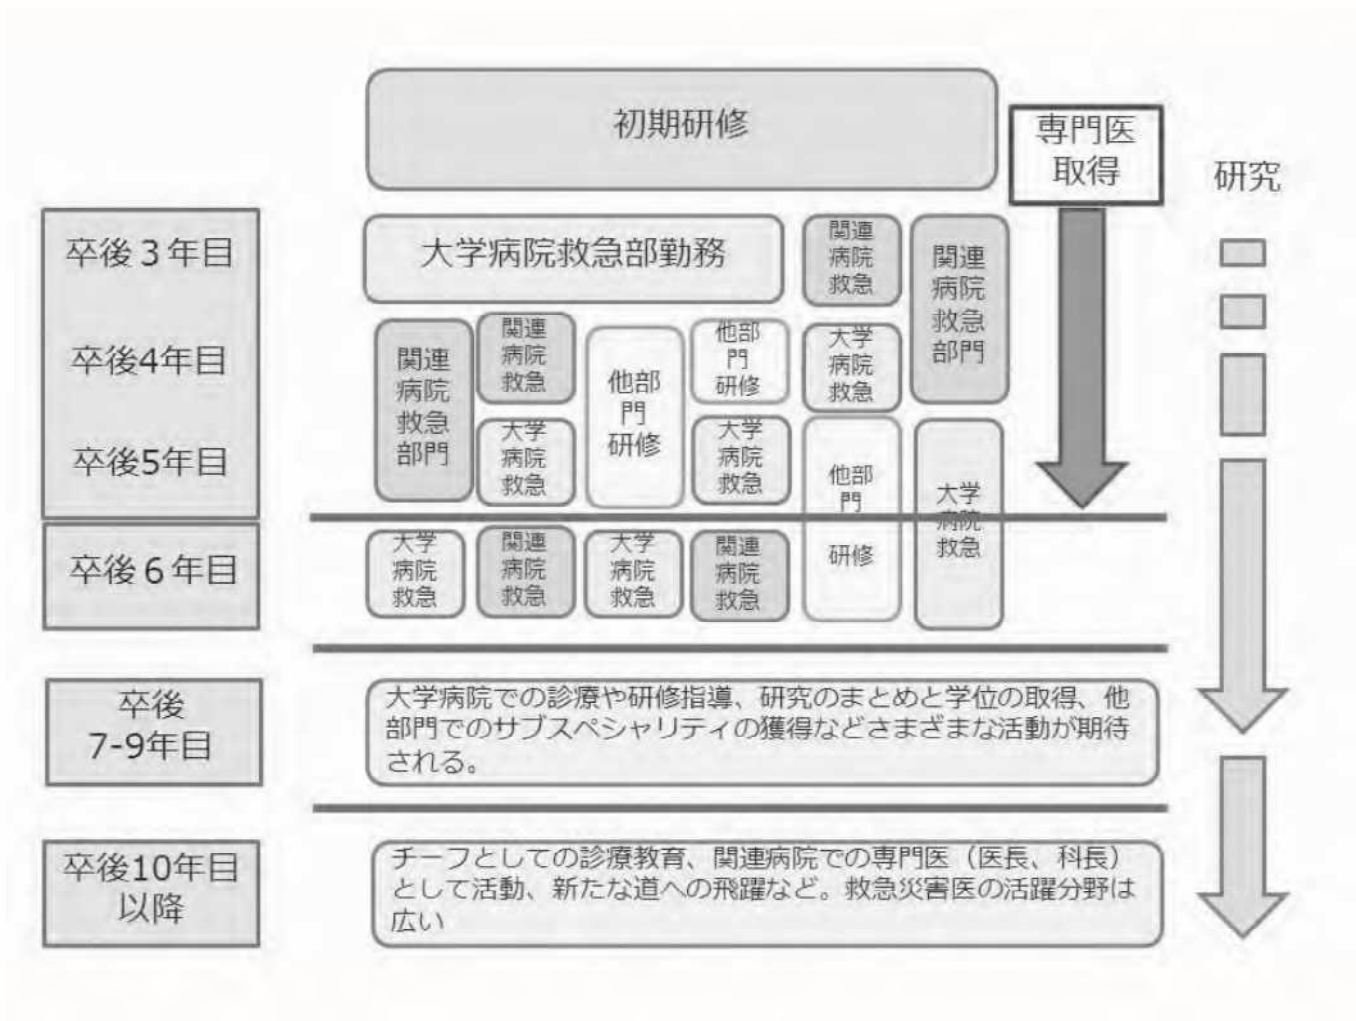 初期研修
専門医
取得
研究
卒後３年目
大学病院救急部勤務
関連
病院
救急
関連
病院
救急
部門
卒後4年目
関連
病院
救急
部門
関連
病院
救急
他部
門
研修
他部
門
研修
大学
病院
救急
卒後5年目
大学
病院
救急
大学
病院
救急
他部
門
研修
大学
病院
救急
卒後６年目
大学
病院
救急
関連
病院
救急
大学
病院
救急
関連
病院
救急
卒後
7-9年目
大学病院での診療や研修指導、研究のまとめと学位の取得、他
部門でのサブスペシャリティの獲得などさまざまな活動が期待
される。
卒後10年目
以降
チーフとしての診療教育、関連病院での専門医（医長、科長）
として活動、新たな道への飛躍など。救急災害医の活躍分野は
広い